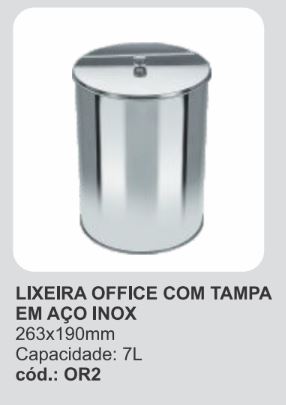 LIXEIRA OFFICE COM TAMPA
EM AÇO INOX
263x190mm
Capacidade: 7L
cód.: OR2